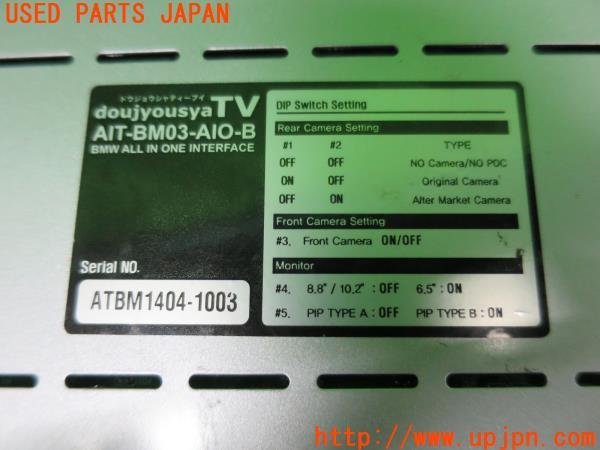 USED PARTS JAPAN
ドウジョウシャティーブイ
doujyousyaTV
AIT-BM03-AIO-B
BMW ALL IN ONE INTERFACE
Serial NO.
ATBM1404-1003
DIP Switch Setting
Rear Camera Setting
#1 #2 TYPE
OFF OFF NO Camera/NO PDC
ON OFF Original Camera
OFF ON After Market Camera
Front Camera Setting
#3. Front Camera ON/OFF
Monitor
#4. 8.8" / 10.2" : OFF 6.5" : ON
#5. PIP TYPE A : OFF PIP TYPE B : ON
URL:
https://www.upjpn.com